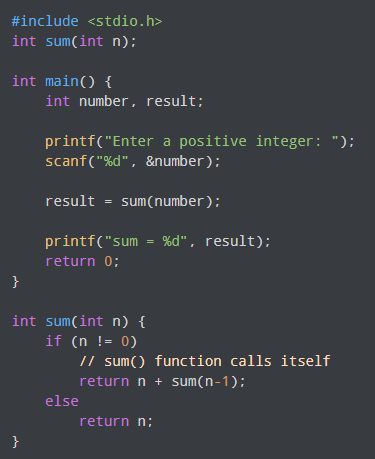 #include <stdio.h>
int sum(int n);

int main() {
    int number, result;

    printf("Enter a positive integer: ");
    scanf("%d", &number);

    result = sum(number);

    printf("sum = %d", result);
    return 0;
}

int sum(int n) {
    if (n != 0)
        // sum() function calls itself
        return n + sum(n-1);
    else
        return n;
}